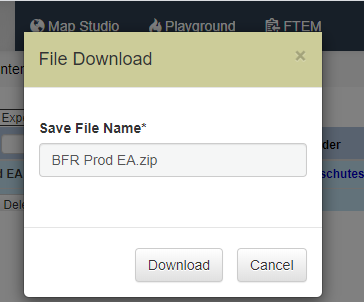 Map Studio Playground FTEM
File Download ×
Save File Name*
BFR Prod EA.zip
Download Cancel
nter
Expo
der
d EA
schutes
Dele